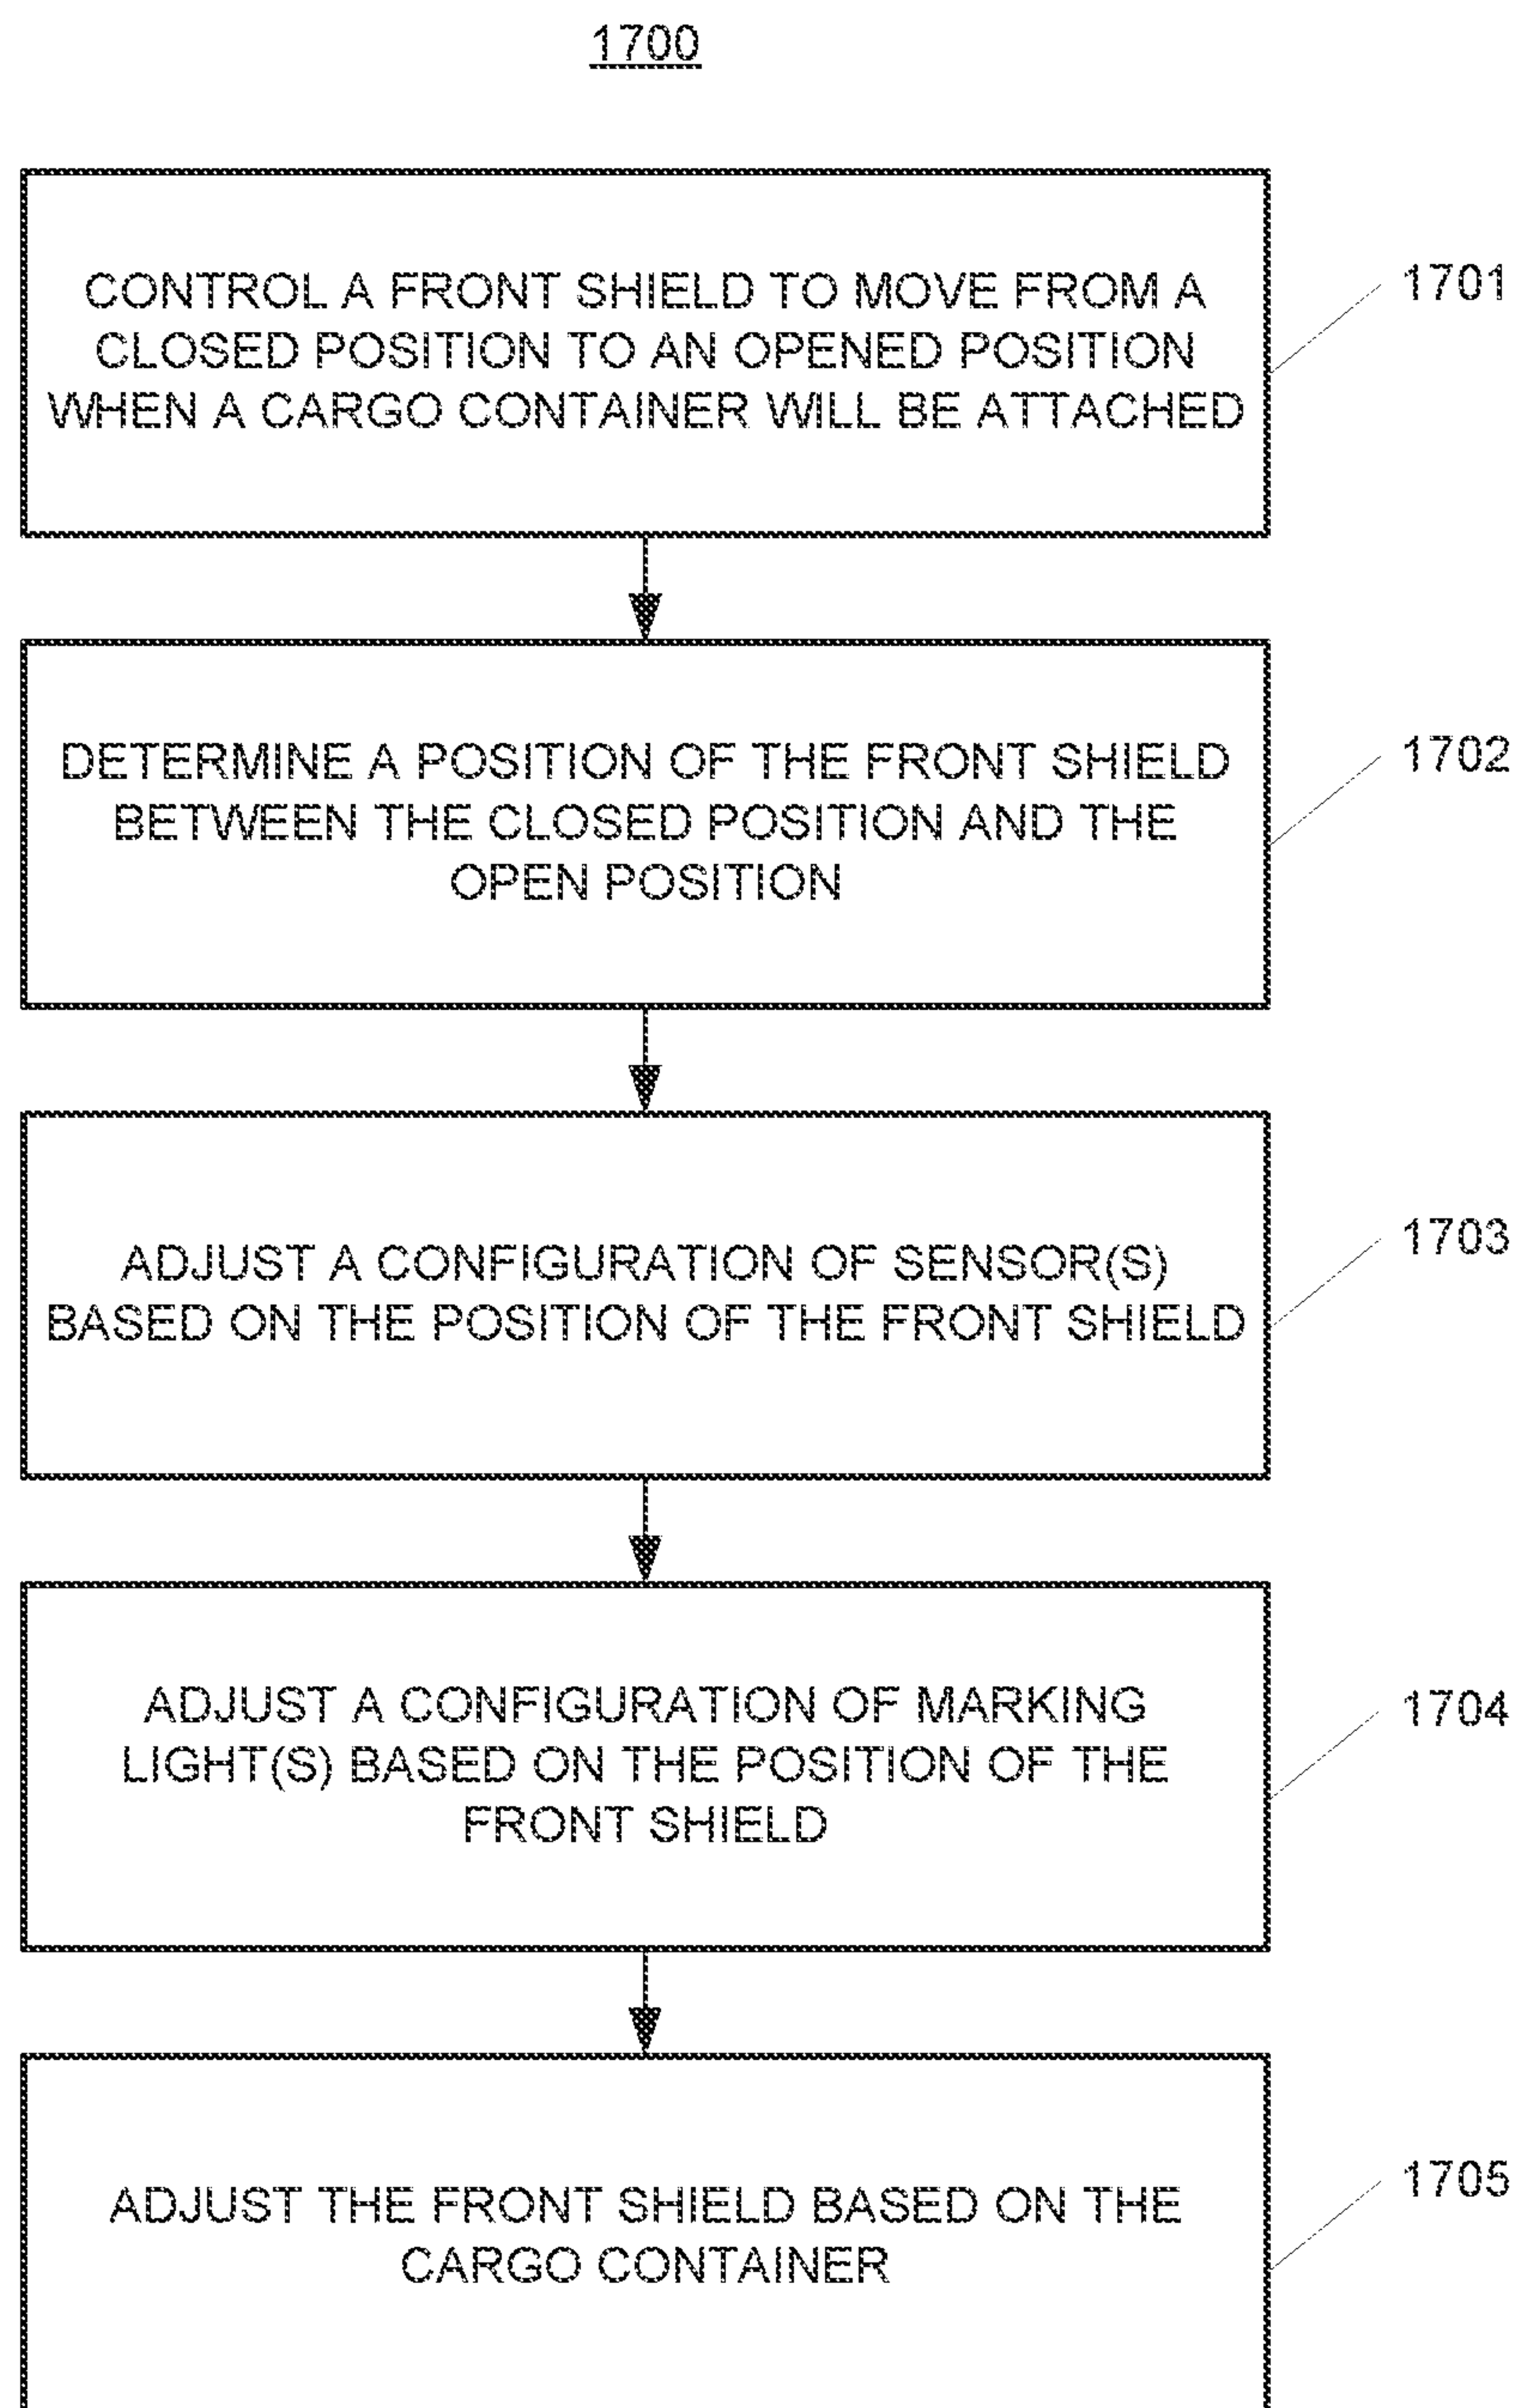 1700
CONTROL A FRONT SHIELD TO MOVE FROM A
CLOSED POSITION TO AN OPENED POSITION
WHEN A CARGO CONTAINER WILL BE ATTACHED
1701
DETERMINE A POSITION OF THE FRONT SHIELD
BETWEEN THE CLOSED POSITION AND THE
OPEN POSITION
1702
ADJUST A CONFIGURATION OF SENSOR(S)
BASED ON THE POSITION OF THE FRONT SHIELD
1703
ADJUST A CONFIGURATION OF MARKING
LIGHT(S) BASED ON THE POSITION OF THE
FRONT SHIELD
1704
ADJUST THE FRONT SHIELD BASED ON THE
CARGO CONTAINER
1705